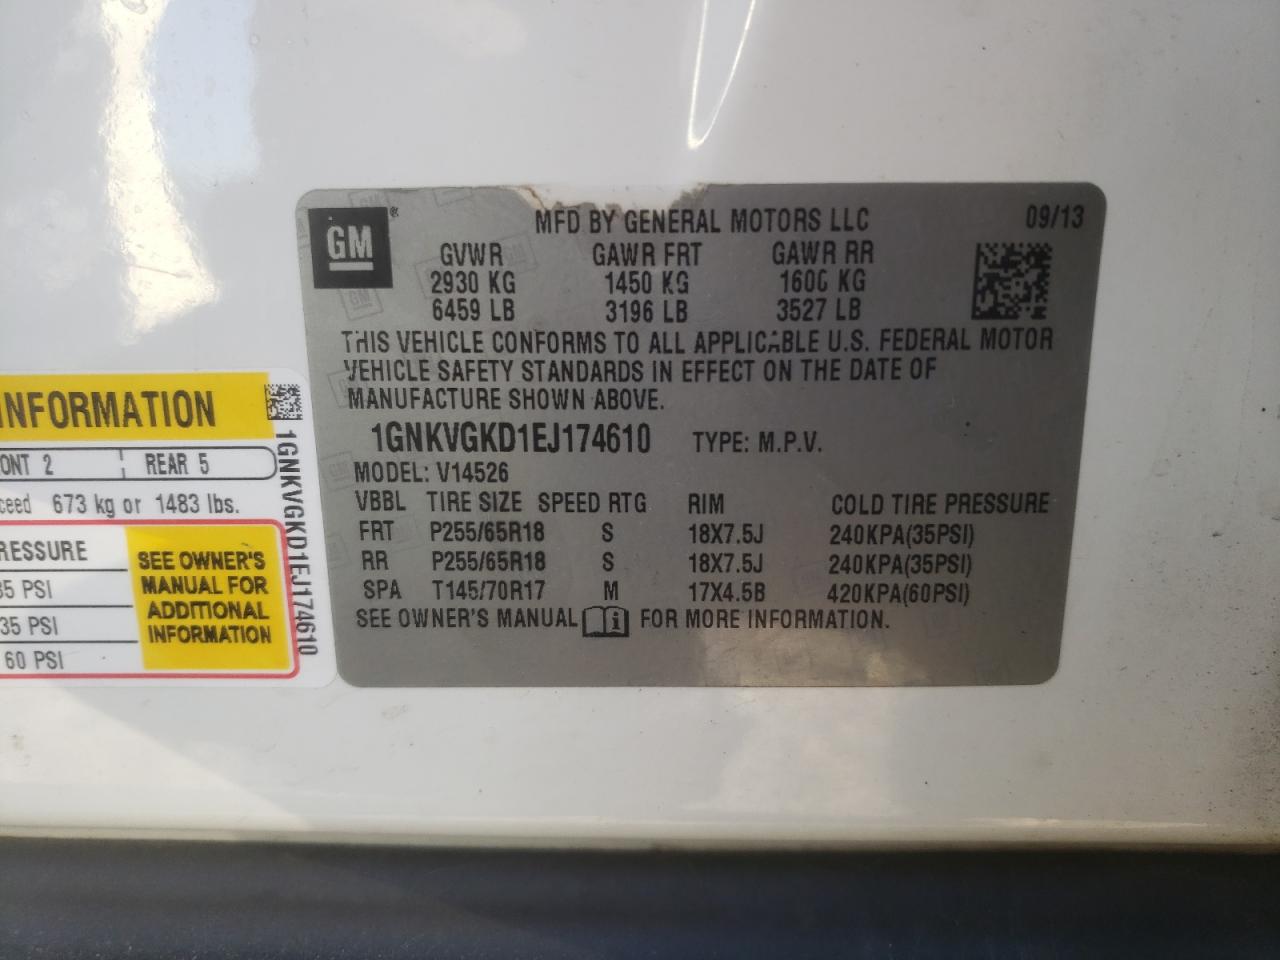 GM ®
MFD BY GENERAL MOTORS LLC 09/13
GVWR GAWR FRT GAWR RR
2930 KG 1450 KG 1600 KG
6459 LB 3196 LB 3527 LB
THIS VEHICLE CONFORMS TO ALL APPLICABLE U.S. FEDERAL MOTOR
VEHICLE SAFETY STANDARDS IN EFFECT ON THE DATE OF
MANUFACTURE SHOWN ABOVE.
1GNKVGKD1EJ174610 TYPE: M.P.V.
MODEL: V14526
VBBL TIRE SIZE SPEED RTG RIM COLD TIRE PRESSURE
FRT P255/65R18 S 18X7.5J 240KPA(35PSI)
RR P255/65R18 S 18X7.5J 240KPA(35PSI)
SPA T145/70R17 M 17X4.5B 420KPA(60PSI)
SEE OWNER'S MANUAL i FOR MORE INFORMATION.
INFORMATION
ONT 2 REAR 5
ceed 673 kg or 1483 lbs.
RESSURE
35 PSI
35 PSI
60 PSI
SEE OWNER'S
MANUAL FOR
ADDITIONAL
INFORMATION
1GNKVGKD1EJ174610